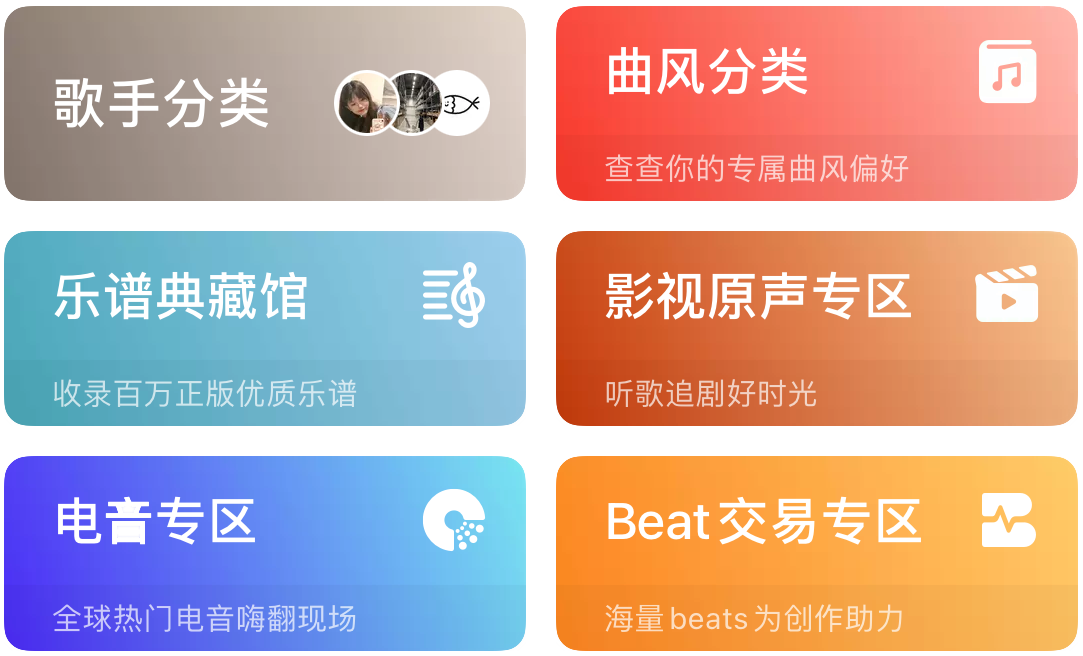 歌手分类
曲风分类
查查你的专属曲风偏好
乐谱典藏馆
收录百万正版优质乐谱
影视原声专区
听歌追剧好时光
电音专区
全球热门电音嗨翻现场
Beat交易专区
海量beats为创作助力